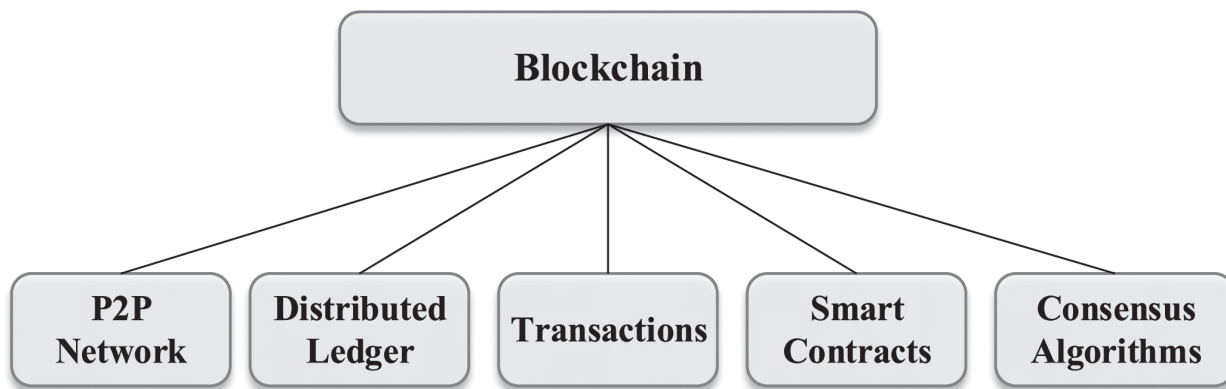 Blockchain
P2P
Network
Distributed
Ledger
Transactions
Smart
Contracts
Consensus
Algorithms